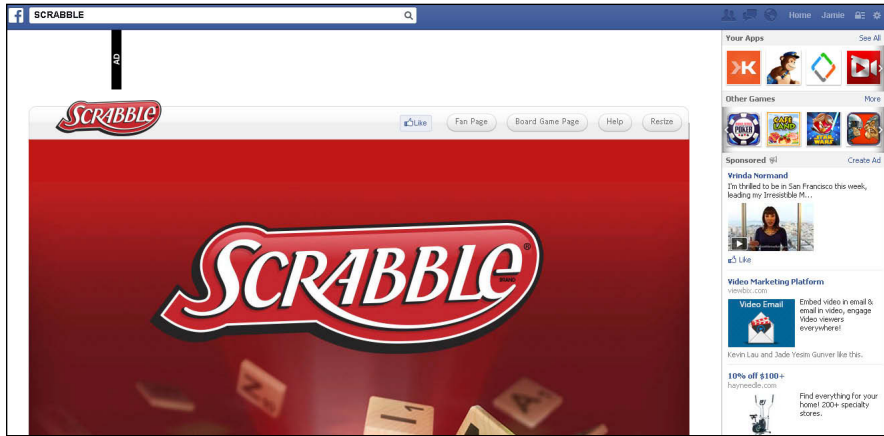 SCRABBLE
Home Jamie
AD
Your Apps See All
Other Games More
SCRABBLE
Like Fan Page Board Game Page Help Resize
SCRABBLE
®
BRAND
Sponsored Create Ad
Vrinda Normand
I'm thrilled to be in San Francisco this week,
leading my Irresistible M...
Like
Video Marketing Platform
viewbix.com
Video Email
Embed video in email &
email in video, engage
Video viewers
everywhere!
Kevin Lau and Jade Yesim Gunver like this.
10% off $100+
hayneedle.com
Find everything for your
home! 200+ specialty
stores.